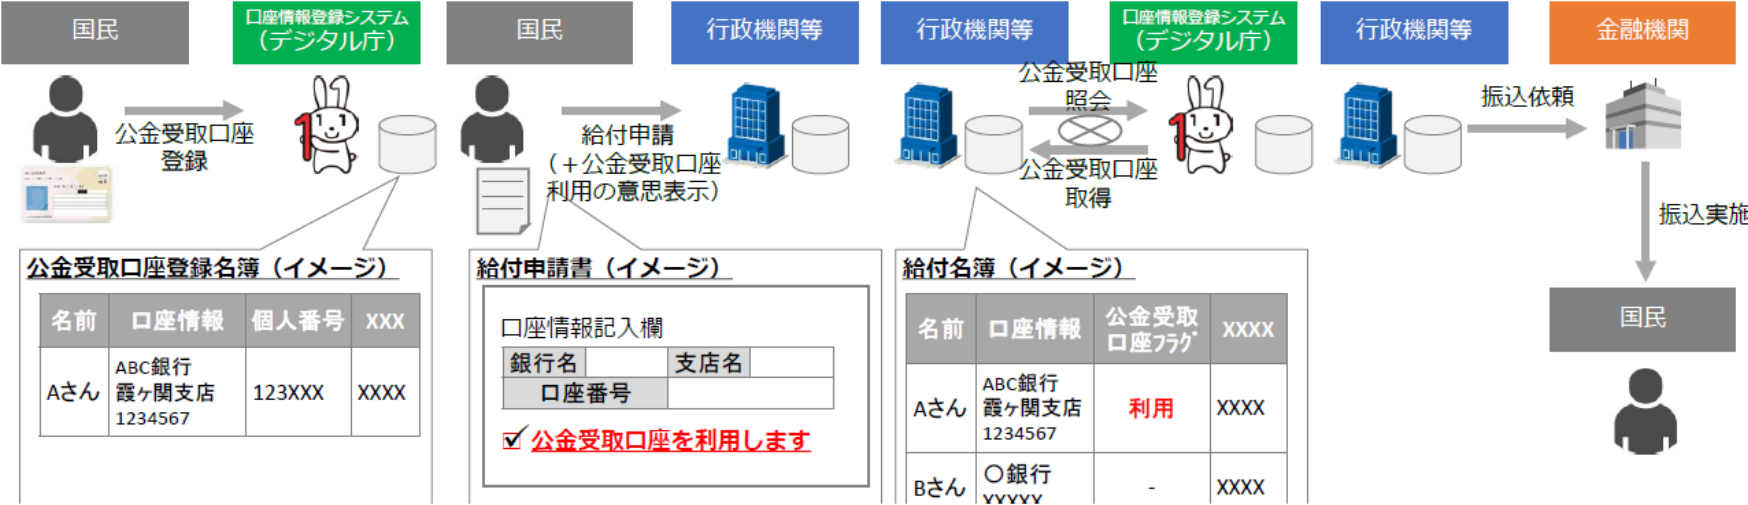 国民
口座情報登録システム
（デジタル庁）
国民
行政機関等
行政機関等
口座情報登録システム
（デジタル庁）
行政機関等
金融機関
公金受取口座
登録
給付申請
（＋公金受取口座
利用の意思表示）
公金受取口座
照会
公金受取口座
取得
振込依頼
振込実施
国民
公金受取口座登録名簿（イメージ）
名前 口座情報 個人番号 XXX
Aさん ABC銀行
霞ヶ関支店
1234567
123XXX XXXX
給付申請書（イメージ）
口座情報記入欄
銀行名 支店名
口座番号
☑ 公金受取口座を利用します
給付名簿（イメージ）
名前 口座情報 公金受取
口座フラグ XXXX
Aさん ABC銀行
霞ヶ関支店
1234567
利用 XXXX
Bさん 〇銀行
XXXXX
- XXXX